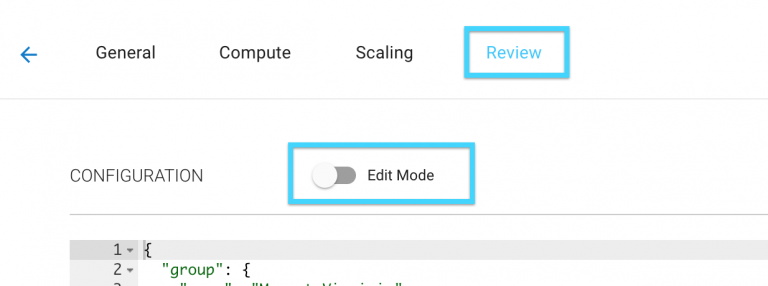 General Compute Scaling Review
CONFIGURATION Edit Mode
1 {
2 "group": {